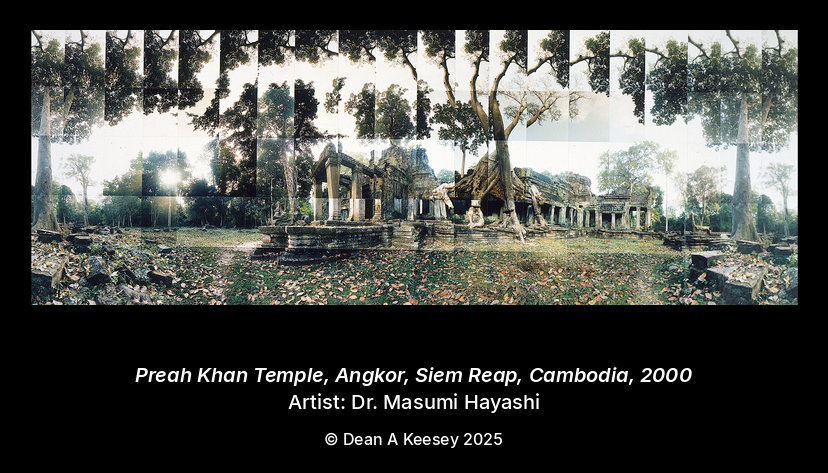 Preah Khan Temple, Angkor, Siem Reap, Cambodia, 2000
Artist: Dr. Masumi Hayashi
© Dean A Keesey 2025